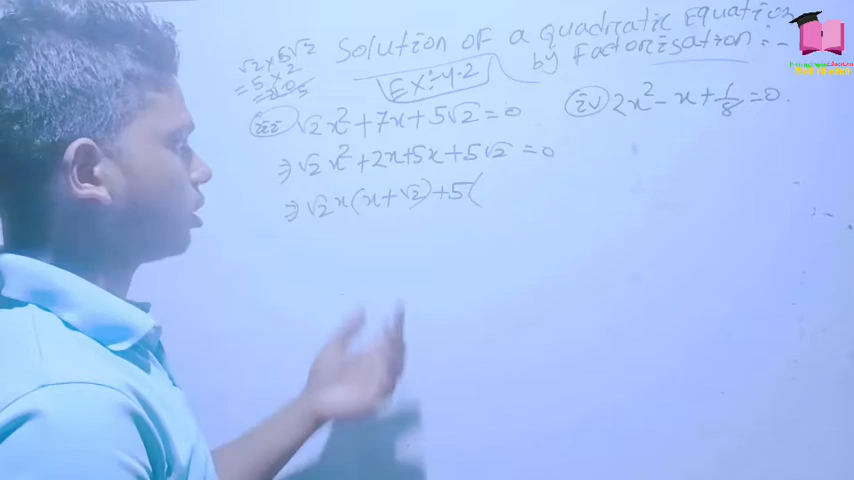 SOLUTION OF a quadratic Equation
by Factorisation :-
EX:-4.2
√2×5√2
=5×2
=10
(iii) √2x²+7x+5√2=0
⇒ √2x²+2x+5x+5√2=0
⇒ √2x(x+√2)+5(
(iv) 2x²-x+1/8=0.